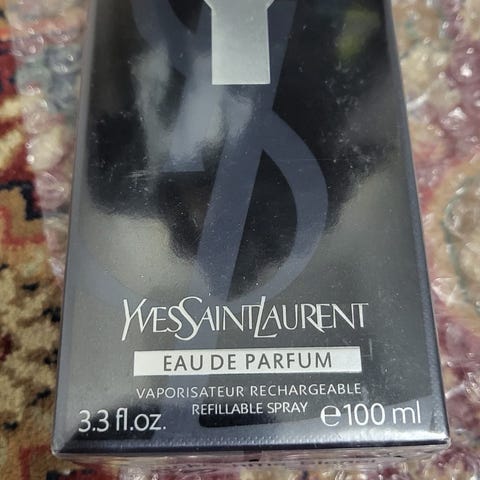 YVESSAINTLAURENT
EAU DE PARFUM
VAPORISATEUR RECHARGEABLE
REFILLABLE SPRAY
3.3 fl.oz. ℮100 ml